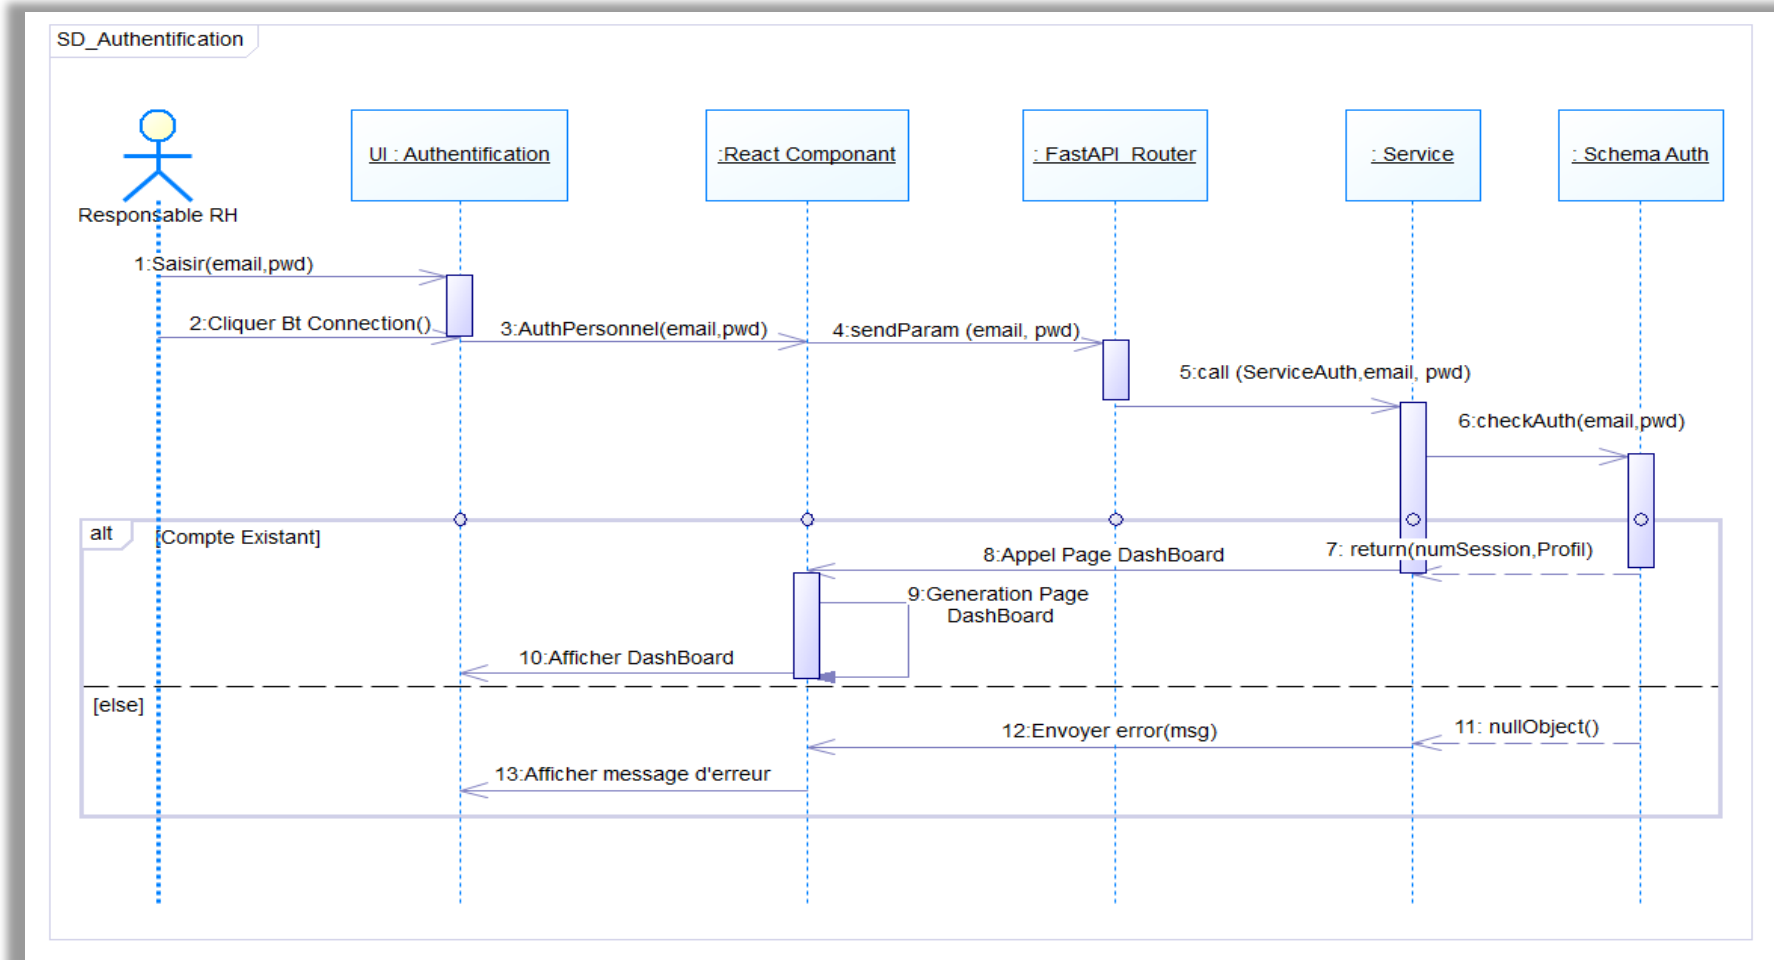 SD_Authentification
Responsable RH
UI : Authentification
:React Componant
: FastAPI_Router
: Service
: Schema Auth
1:Saisir(email,pwd)
2:Cliquer Bt Connection()
3:AuthPersonnel(email,pwd)
4:sendParam (email, pwd)
5:call (ServiceAuth,email, pwd)
6:checkAuth(email,pwd)
alt
[Compte Existant]
7: return(numSession,Profil)
8:Appel Page DashBoard
9:Generation Page
DashBoard
10:Afficher DashBoard
[else]
11: nullObject()
12:Envoyer error(msg)
13:Afficher message d'erreur